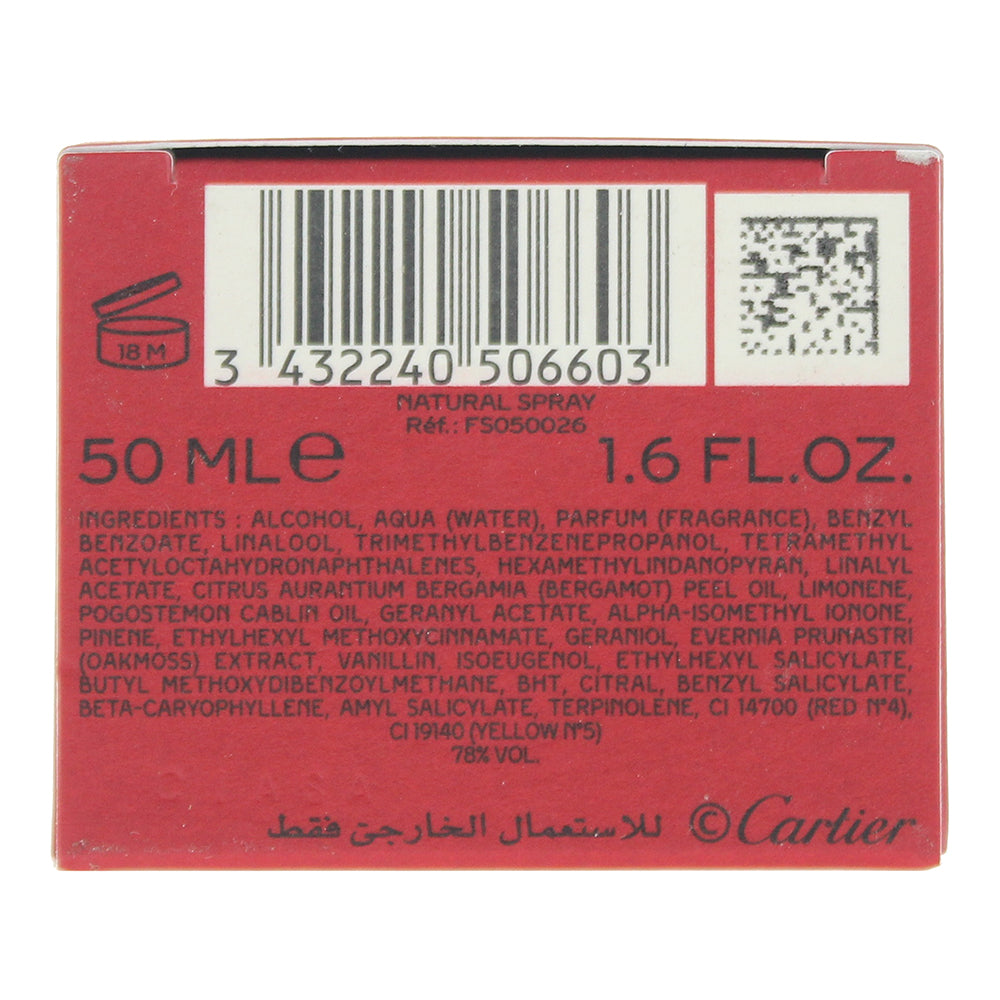 18 M
3 432240 506603
NATURAL SPRAY
Réf.: FS050026
50 ML℮ 1.6 FL.OZ.
INGREDIENTS : ALCOHOL, AQUA (WATER), PARFUM (FRAGRANCE), BENZYL
BENZOATE, LINALOOL, TRIMETHYLBENZENEPROPANOL, TETRAMETHYL
ACETYLOCTAHYDRONAPHTHALENES, HEXAMETHYLINDANOPYRAN, LINALYL
ACETATE, CITRUS AURANTIUM BERGAMIA (BERGAMOT) PEEL OIL, LIMONENE,
POGOSTEMON CABLIN OIL, GERANYL ACETATE, ALPHA-ISOMETHYL IONONE,
PINENE, ETHYLHEXYL METHOXYCINNAMATE, GERANIOL, EVERNIA PRUNASTRI
(OAKMOSS) EXTRACT, VANILLIN, ISOEUGENOL, ETHYLHEXYL SALICYLATE,
BUTYL METHOXYDIBENZOYLMETHANE, BHT, CITRAL, BENZYL SALICYLATE,
BETA-CARYOPHYLLENE, AMYL SALICYLATE, TERPINOLENE, CI 14700 (RED N°4),
CI 19140 (YELLOW N°5)
78% VOL.
للاستعمال الخارجي فقط ©Cartier